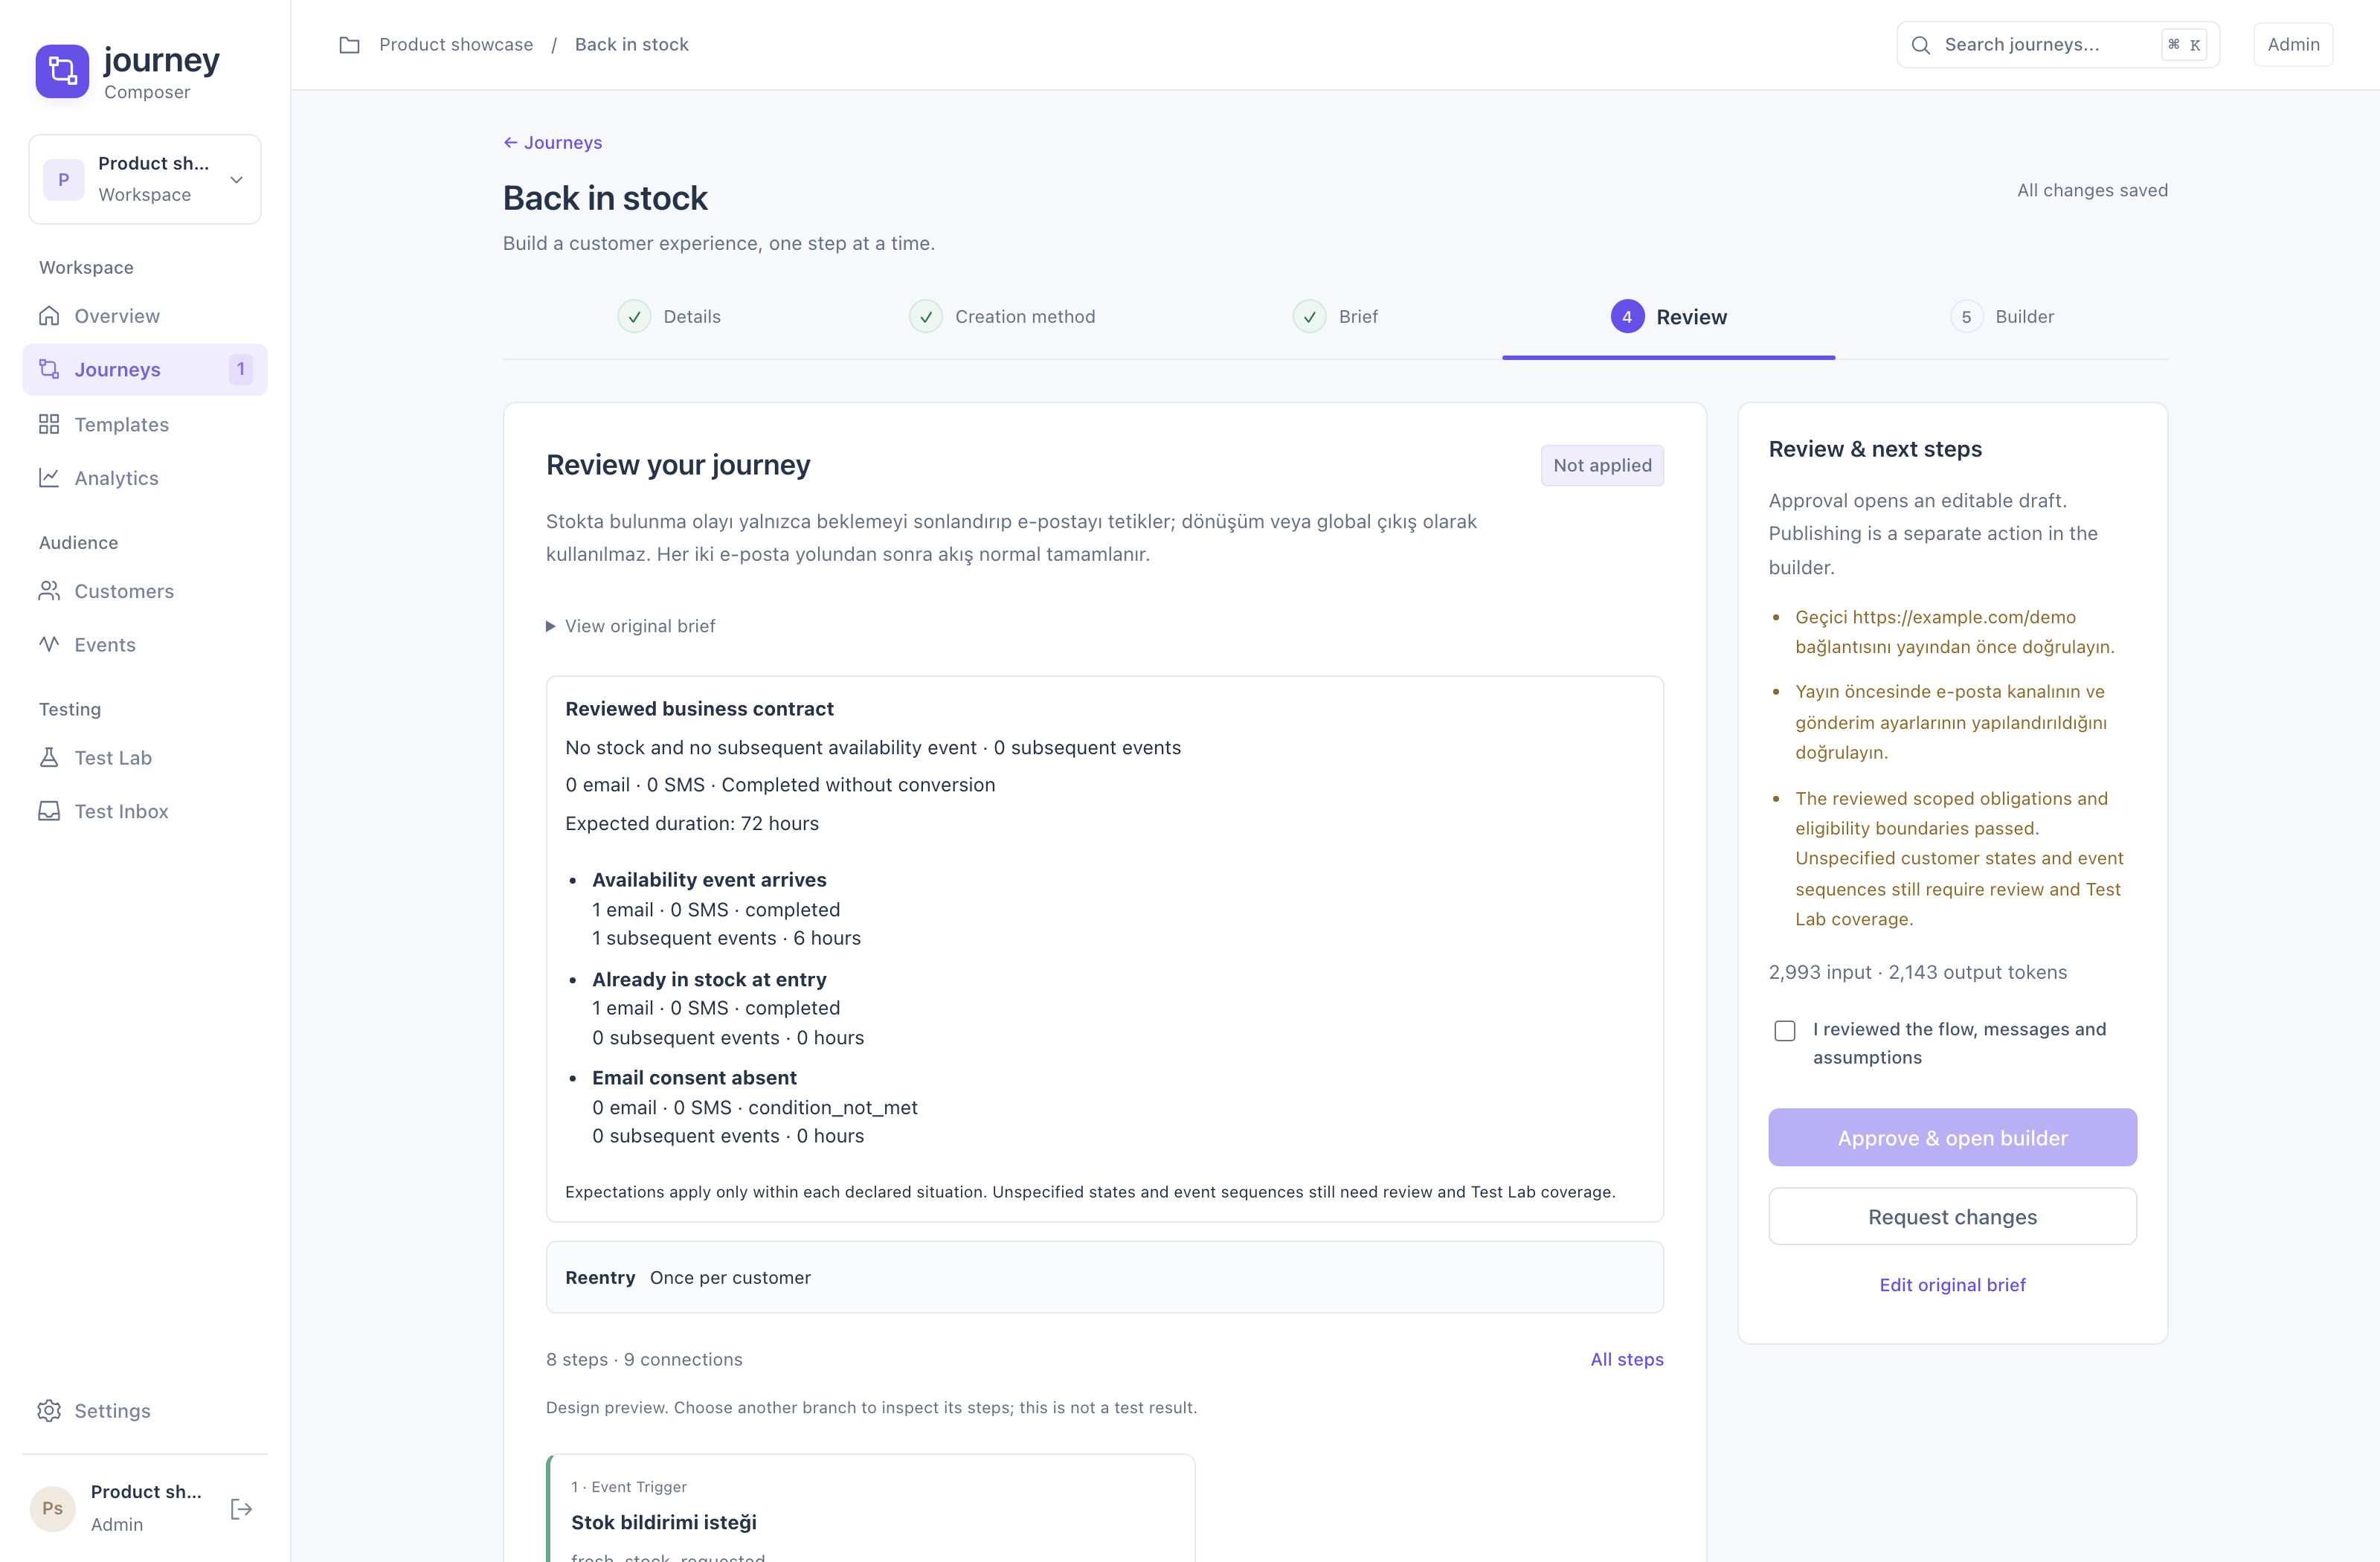 journey
Composer
P
Product sh...
Workspace
Workspace
Overview
Journeys 1
Templates
Analytics
Audience
Customers
Events
Testing
Test Lab
Test Inbox
Settings
Ps
Product sh...
Admin
Product showcase / Back in stock
Search journeys... ⌘ K
Admin
← Journeys
Back in stock
All changes saved
Build a customer experience, one step at a time.
Details
Creation method
Brief
4 Review
5 Builder
Review your journey
Not applied
Stokta bulunma olayı yalnızca beklemeyi sonlandırıp e-postayı tetikler; dönüşüm veya global çıkış olarak
kullanılmaz. Her iki e-posta yolundan sonra akış normal tamamlanır.
View original brief
Reviewed business contract
No stock and no subsequent availability event · 0 subsequent events
0 email · 0 SMS · Completed without conversion
Expected duration: 72 hours
• Availability event arrives
1 email · 0 SMS · completed
1 subsequent events · 6 hours
• Already in stock at entry
1 email · 0 SMS · completed
0 subsequent events · 0 hours
• Email consent absent
0 email · 0 SMS · condition_not_met
0 subsequent events · 0 hours
Expectations apply only within each declared situation. Unspecified states and event sequences still need review and Test Lab coverage.
Reentry Once per customer
8 steps · 9 connections
All steps
Design preview. Choose another branch to inspect its steps; this is not a test result.
1 · Event Trigger
Stok bildirimi isteği
fresh_stock_requested
Review & next steps
Approval opens an editable draft.
Publishing is a separate action in the
builder.
• Geçici https://example.com/demo
bağlantısını yayından önce doğrulayın.
• Yayın öncesinde e-posta kanalının ve
gönderim ayarlarının yapılandırıldığını
doğrulayın.
• The reviewed scoped obligations and
eligibility boundaries passed.
Unspecified customer states and event
sequences still require review and Test
Lab coverage.
2,993 input · 2,143 output tokens
I reviewed the flow, messages and
assumptions
Approve & open builder
Request changes
Edit original brief